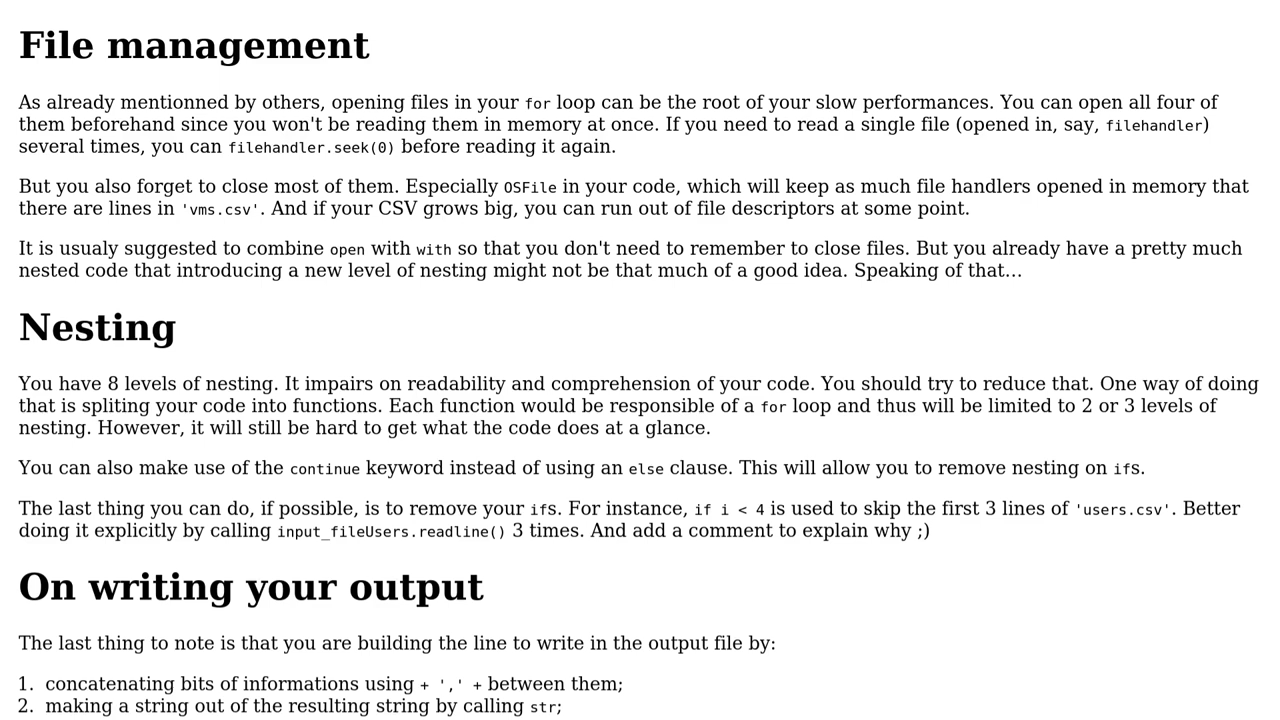 File management
As already mentionned by others, opening files in your for loop can be the root of your slow performances. You can open all four of
them beforehand since you won't be reading them in memory at once. If you need to read a single file (opened in, say, filehandler)
several times, you can filehandler.seek(0) before reading it again.
But you also forget to close most of them. Especially OSFile in your code, which will keep as much file handlers opened in memory that
there are lines in 'vms.csv'. And if your CSV grows big, you can run out of file descriptors at some point.
It is usualy suggested to combine open with with so that you don't need to remember to close files. But you already have a pretty much
nested code that introducing a new level of nesting might not be that much of a good idea. Speaking of that…
Nesting
You have 8 levels of nesting. It impairs on readability and comprehension of your code. You should try to reduce that. One way of doing
that is spliting your code into functions. Each function would be responsible of a for loop and thus will be limited to 2 or 3 levels of
nesting. However, it will still be hard to get what the code does at a glance.
You can also make use of the continue keyword instead of using an else clause. This will allow you to remove nesting on ifs.
The last thing you can do, if possible, is to remove your ifs. For instance, if i < 4 is used to skip the first 3 lines of 'users.csv'. Better
doing it explicitly by calling input_fileUsers.readline() 3 times. And add a comment to explain why ;)
On writing your output
The last thing to note is that you are building the line to write in the output file by:
1. concatenating bits of informations using + ',' + between them;
2. making a string out of the resulting string by calling str;